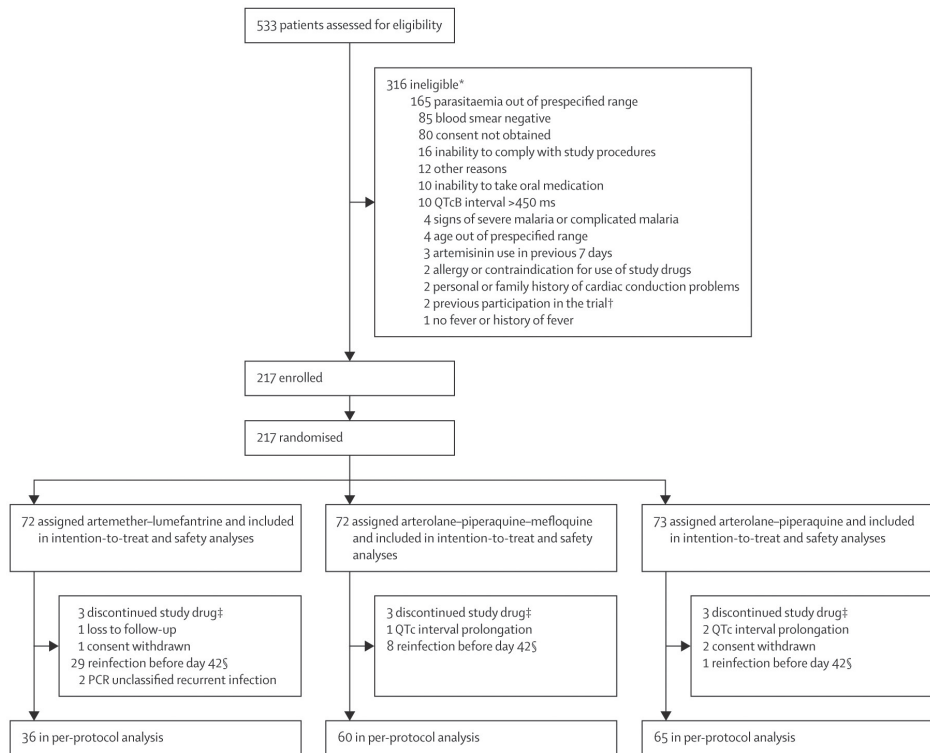 533 patients assessed for eligibility
316 ineligible*
165 parasitaemia out of prespecified range
85 blood smear negative
80 consent not obtained
16 inability to comply with study procedures
12 other reasons
10 inability to take oral medication
10 QTcB interval >450 ms
4 signs of severe malaria or complicated malaria
4 age out of prespecified range
3 artemisinin use in previous 7 days
2 allergy or contraindication for use of study drugs
2 personal or family history of cardiac conduction problems
2 previous participation in the trial†
1 no fever or history of fever
217 enrolled
217 randomised
72 assigned artemether–lumefantrine and included
in intention-to-treat and safety analyses
72 assigned arterolane–piperaquine–mefloquine
and included in intention-to-treat and safety
analyses
73 assigned arterolane–piperaquine and included
in intention-to-treat and safety analyses
3 discontinued study drug‡
1 loss to follow-up
1 consent withdrawn
29 reinfection before day 42§
2 PCR unclassified recurrent infection
3 discontinued study drug‡
1 QTc interval prolongation
8 reinfection before day 42§
3 discontinued study drug‡
2 QTc interval prolongation
2 consent withdrawn
1 reinfection before day 42§
36 in per-protocol analysis
60 in per-protocol analysis
65 in per-protocol analysis